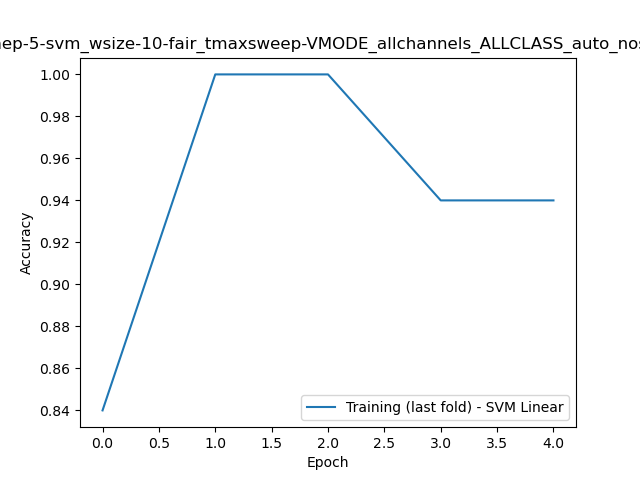 ep-5-svm_wsize-10-fair_tmaxsweep-VMODE_allchannels_ALLCLASS_auto_nos
1.00
0.98
0.96
0.94
0.92
0.90
0.88
0.86
0.84
Accuracy
Training (last fold) - SVM Linear
0.0 0.5 1.0 1.5 2.0 2.5 3.0 3.5 4.0
Epoch